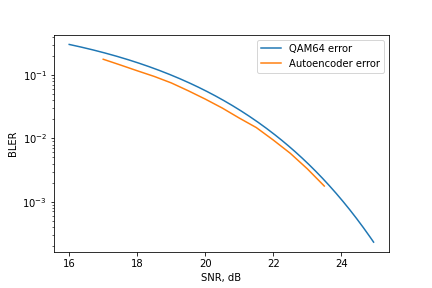 QAM64 error
Autoencoder error
10⁻¹
10⁻²
10⁻³
BLER
16 18 20 22 24
SNR, dB